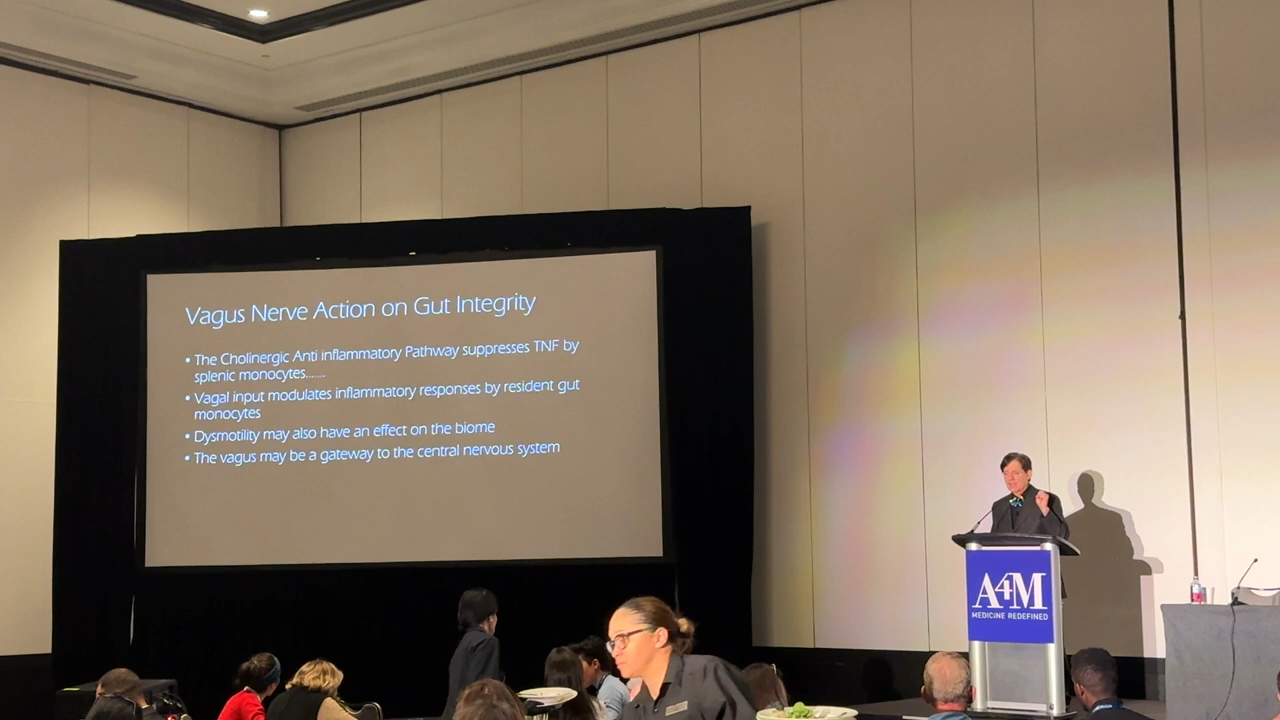 Vagus Nerve Action on Gut Integrity
• The Cholinergic Anti inflammatory Pathway suppresses TNF by
splenic monocytes.......
• Vagal input modulates inflammatory responses by resident gut
monocytes
• Dysmotility may also have an effect on the biome
• The vagus may be a gateway to the central nervous system
A4M
MEDICINE REDEFINED